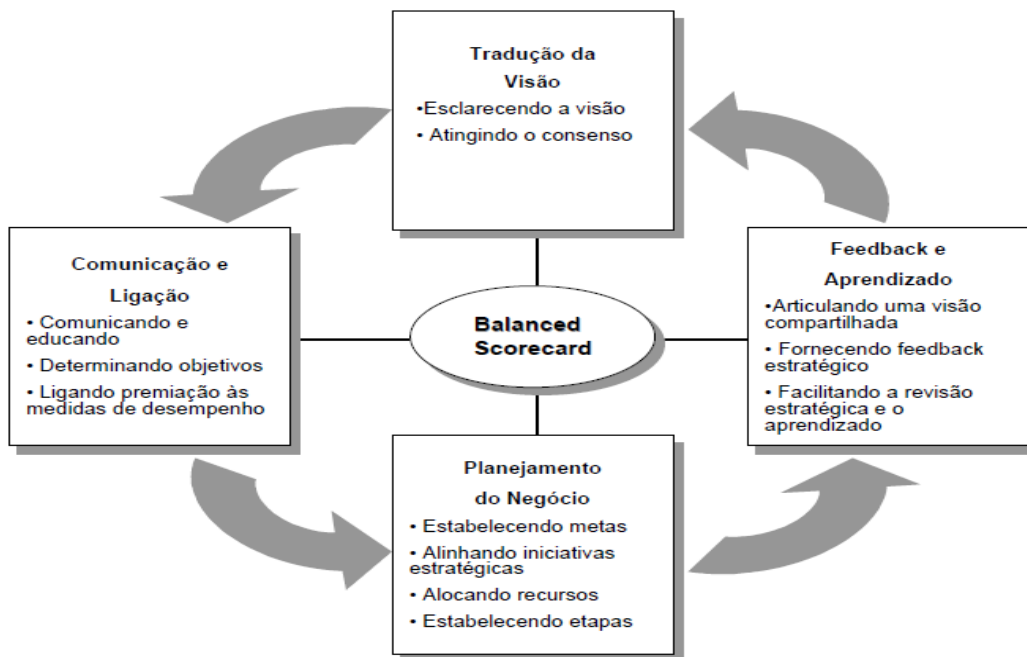 Tradução da
Visão
•Esclarecendo a visão
• Atingindo o consenso
Comunicação e
Ligação
• Comunicando e
educando
• Determinando objetivos
• Ligando premiação às
medidas de desempenho
Balanced
Scorecard
Feedback e
Aprendizado
•Articulando uma visão
compartilhada
• Fornecendo feedback
estratégico
• Facilitando a revisão
estratégica e o
aprendizado
Planejamento
do Negócio
• Estabelecendo metas
• Alinhando iniciativas
estratégicas
• Alocando recursos
• Estabelecendo etapas